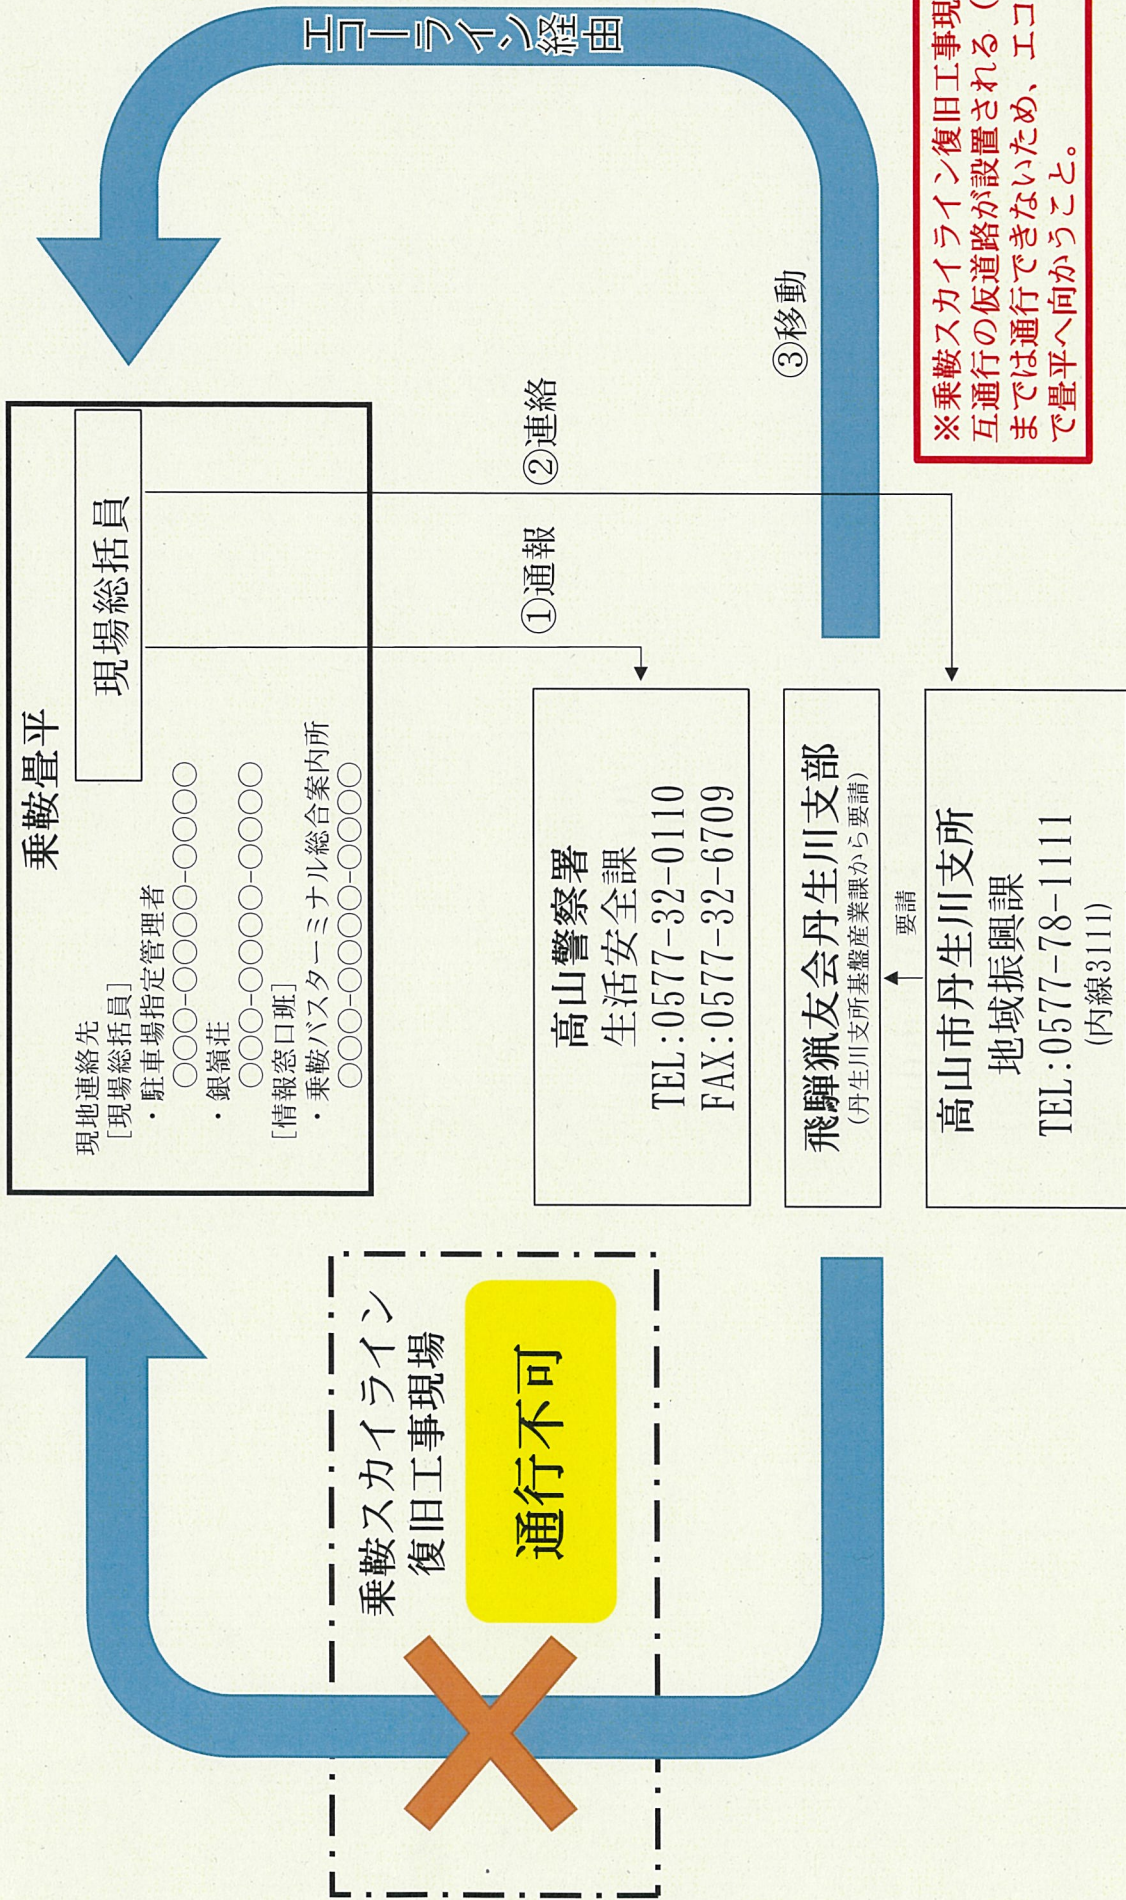 乗鞍畳平
現場総括員
現地連絡先
[現場総括員]
・駐車場指定管理者
○○○-○○○○-○○○○
・銀嶺荘
○○○-○○○○-○○○○
[情報窓口班]
・乗鞍バスターミナル総合案内所
○○○-○○○○-○○○○
エコーライン経由
乗鞍スカイライン
復旧工事現場
通行不可
①通報
②連絡
③移動
高山警察署
生活安全課
TEL:0577-32-0110
FAX:0577-32-6709
飛騨猟友会丹生川支部
(丹生川支所基盤産業課から要請)
要請
高山市丹生川支所
地域振興課
TEL:0577-78-1111
(内線3111)
※乗鞍スカイライン復旧工事現
互通行の仮道路が設置される(
までは通行できないため、エコ
で畳平へ向かうこと。